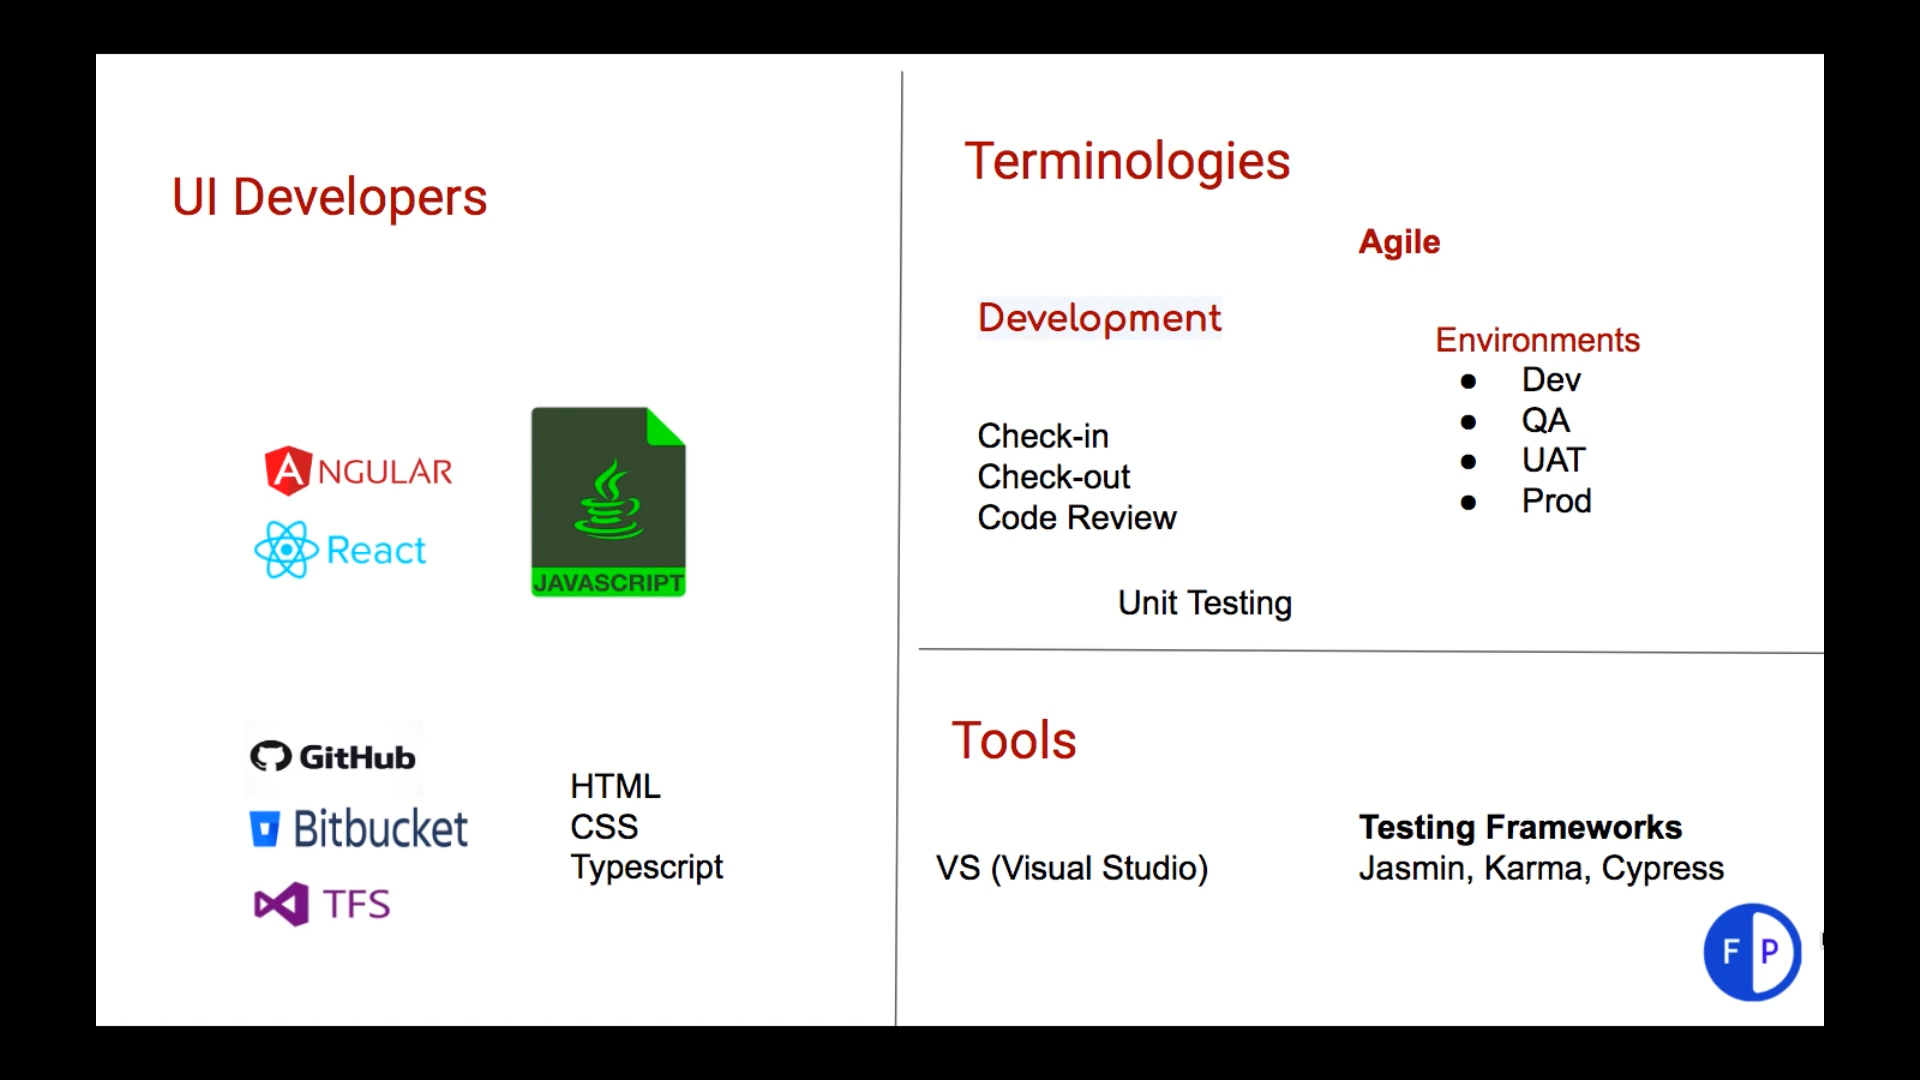 UI Developers
ANGULAR
React
JAVASCRIPT
GitHub
Bitbucket
TFS
HTML
CSS
Typescript
Terminologies
Agile
Development
Check-in
Check-out
Code Review
Environments
● Dev
● QA
● UAT
● Prod
Unit Testing
Tools
VS (Visual Studio)
Testing Frameworks
Jasmin, Karma, Cypress
F P